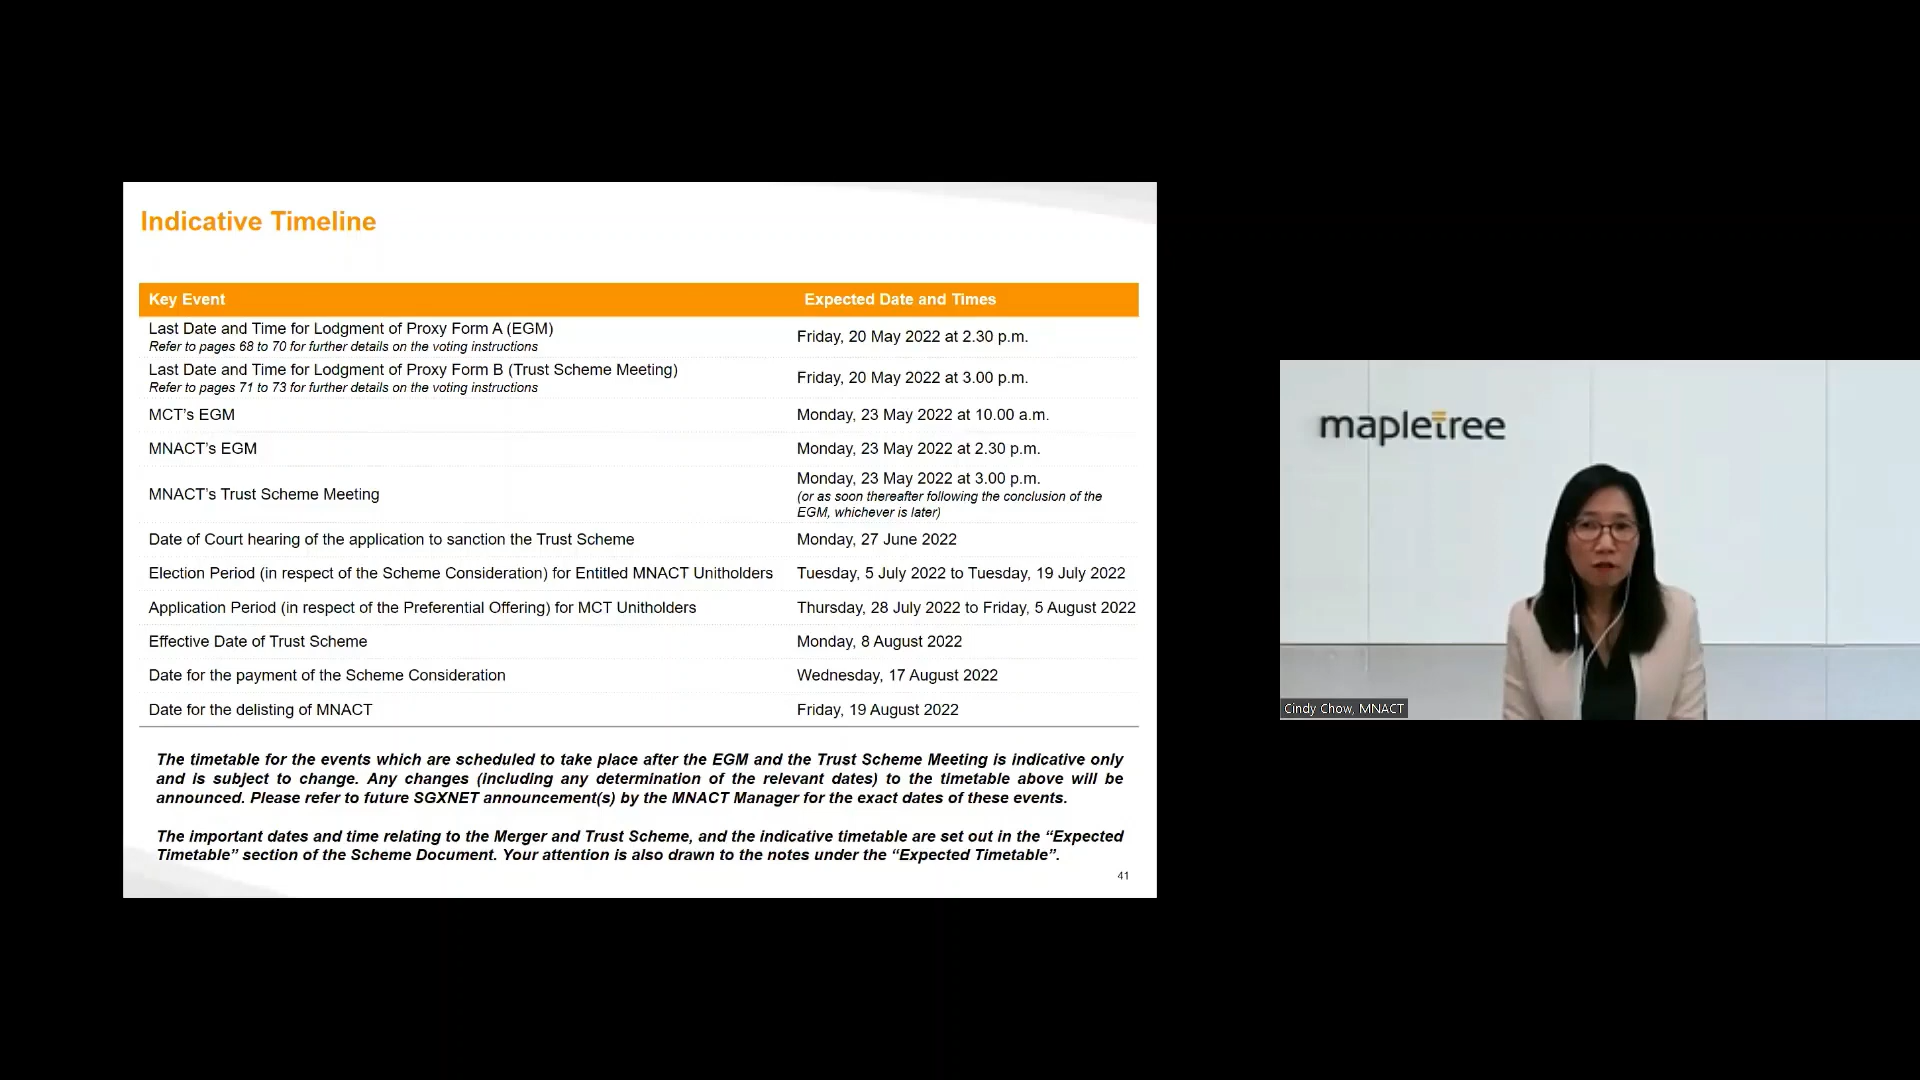 Indicative Timeline
Key Event
Expected Date and Times
Last Date and Time for Lodgment of Proxy Form A (EGM)
Refer to pages 68 to 70 for further details on the voting instructions
Friday, 20 May 2022 at 2.30 p.m.
Last Date and Time for Lodgment of Proxy Form B (Trust Scheme Meeting)
Refer to pages 71 to 73 for further details on the voting instructions
Friday, 20 May 2022 at 3.00 p.m.
MCT's EGM
Monday, 23 May 2022 at 10.00 a.m.
MNACT's EGM
Monday, 23 May 2022 at 2.30 p.m.
MNACT's Trust Scheme Meeting
Monday, 23 May 2022 at 3.00 p.m.
(or as soon thereafter following the conclusion of the
EGM, whichever is later)
Date of Court hearing of the application to sanction the Trust Scheme
Monday, 27 June 2022
Election Period (in respect of the Scheme Consideration) for Entitled MNACT Unitholders
Tuesday, 5 July 2022 to Tuesday, 19 July 2022
Application Period (in respect of the Preferential Offering) for MCT Unitholders
Thursday, 28 July 2022 to Friday, 5 August 2022
Effective Date of Trust Scheme
Monday, 8 August 2022
Date for the payment of the Scheme Consideration
Wednesday, 17 August 2022
Date for the delisting of MNACT
Friday, 19 August 2022
The timetable for the events which are scheduled to take place after the EGM and the Trust Scheme Meeting is indicative only
and is subject to change. Any changes (including any determination of the relevant dates) to the timetable above will be
announced. Please refer to future SGXNET announcement(s) by the MNACT Manager for the exact dates of these events.
The important dates and time relating to the Merger and Trust Scheme, and the indicative timetable are set out in the “Expected
Timetable” section of the Scheme Document. Your attention is also drawn to the notes under the “Expected Timetable”.
41
mapletree
Cindy Chow, MNACT